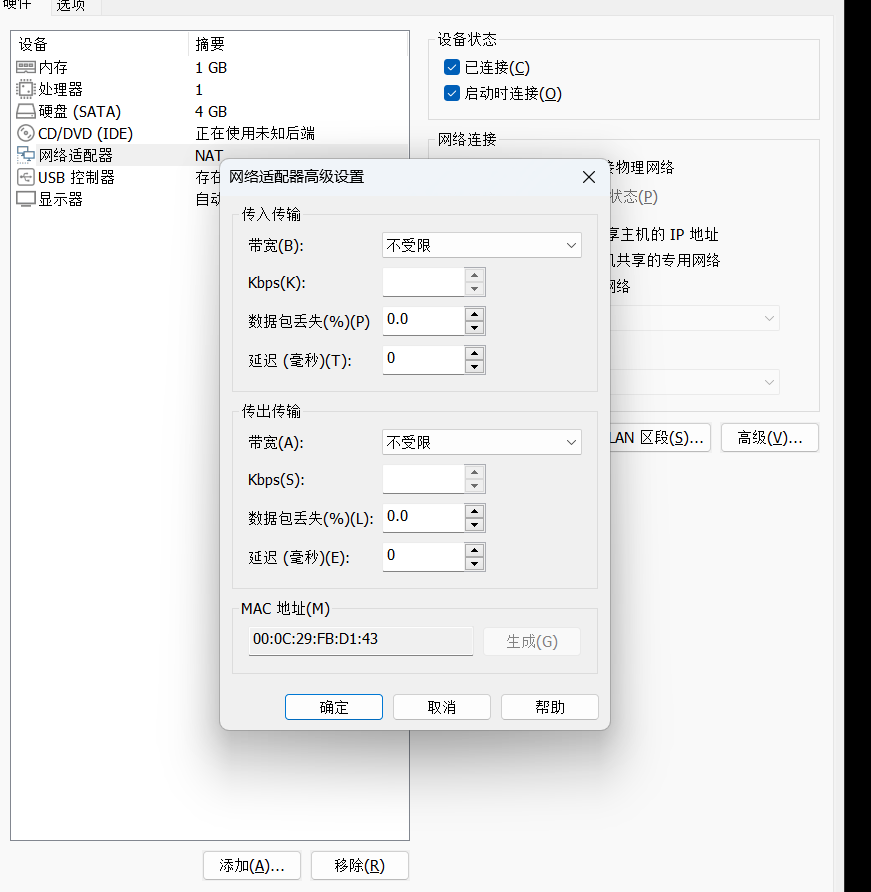 硬件 选项
设备 摘要
内存 1 GB
处理器 1
硬盘 (SATA) 4 GB
CD/DVD (IDE) 正在使用未知后端
网络适配器 NAT
USB 控制器 存在
显示器 自动
设备状态
已连接(C)
启动时连接(O)
网络连接
接物理网络
状态(P)
享主机的 IP 地址
机共享的专用网络
网络
LAN 区段(S)... 高级(V)...
网络适配器高级设置
传入传输
带宽(B): 不受限
Kbps(K):
数据包丢失(%)(P) 0.0
延迟 (毫秒)(T): 0
传出传输
带宽(A): 不受限
Kbps(S):
数据包丢失(%)(L): 0.0
延迟 (毫秒)(E): 0
MAC 地址(M)
00:0C:29:FB:D1:43 生成(G)
确定 取消 帮助
添加(A)... 移除(R)